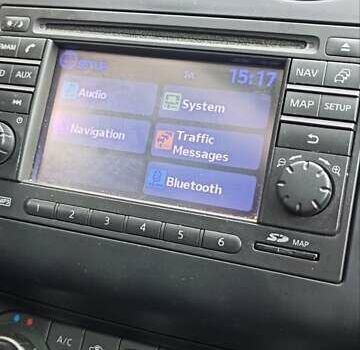 SETUP
15:17
Audio
System
Navigation
Traffic
Messages
Bluetooth
AUX
NAV
MAP
SETUP
1
2
3
4
5
6
SD
MAP
A/C